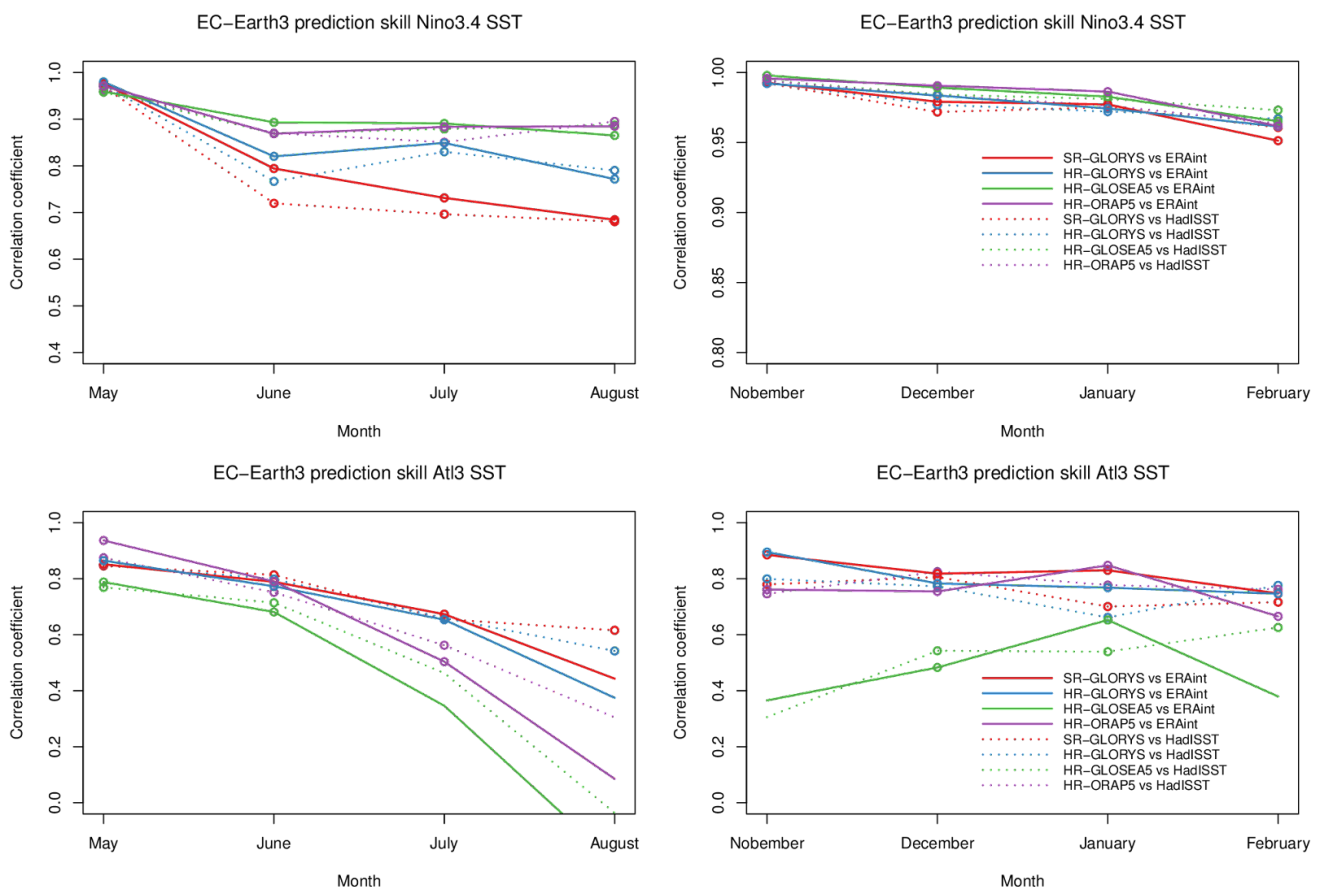 EC−Earth3 prediction skill Nino3.4 SST
Correlation coefficient
1.0
0.9
0.8
0.7
0.6
0.5
0.4
May June July August
Month
EC−Earth3 prediction skill Nino3.4 SST
Correlation coefficient
1.00
0.95
0.90
0.85
0.80
SR−GLORYS vs ERAint
HR−GLORYS vs ERAint
HR−GLOSEA5 vs ERAint
HR−ORAP5 vs ERAint
SR−GLORYS vs HadISST
HR−GLORYS vs HadISST
HR−GLOSEA5 vs HadISST
HR−ORAP5 vs HadISST
Nobember December January February
Month
EC−Earth3 prediction skill Atl3 SST
Correlation coefficient
1.0
0.8
0.6
0.4
0.2
0.0
May June July August
Month
EC−Earth3 prediction skill Atl3 SST
Correlation coefficient
1.0
0.8
0.6
0.4
0.2
0.0
SR−GLORYS vs ERAint
HR−GLORYS vs ERAint
HR−GLOSEA5 vs ERAint
HR−ORAP5 vs ERAint
SR−GLORYS vs HadISST
HR−GLORYS vs HadISST
HR−GLOSEA5 vs HadISST
HR−ORAP5 vs HadISST
Nobember December January February
Month